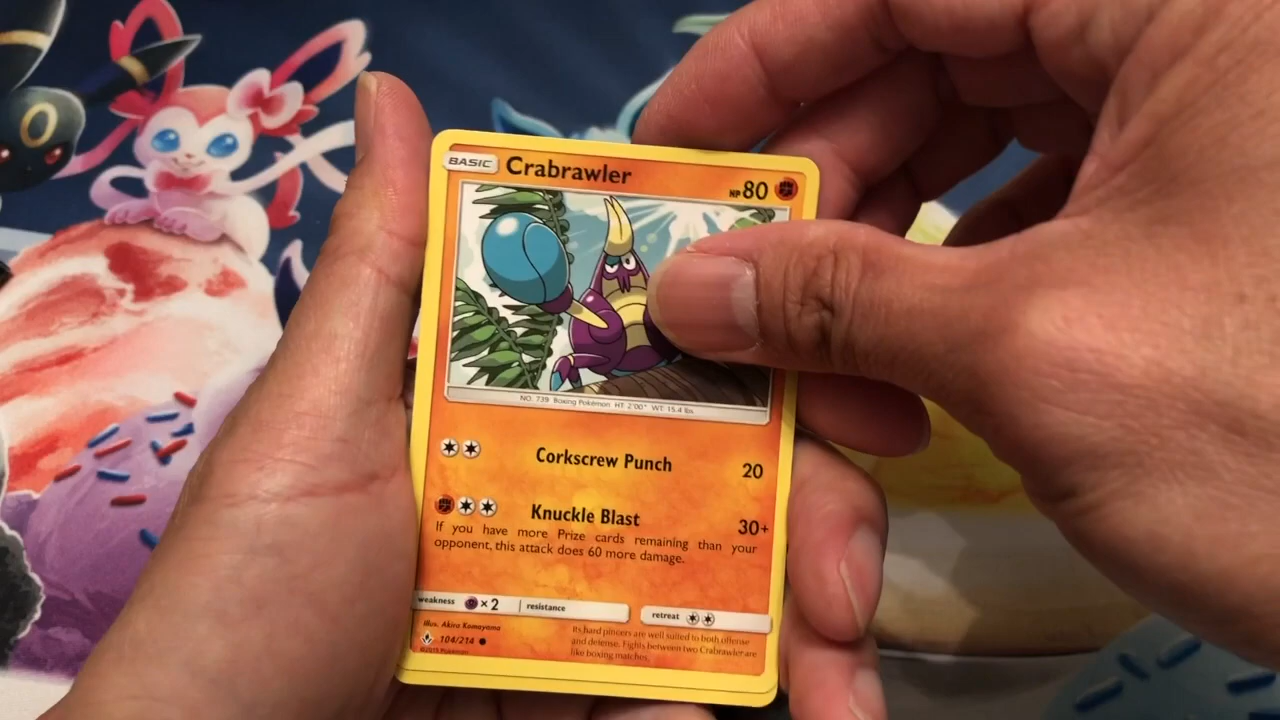 BASIC Crabrawler HP 80
NO. 739 Boxing Pokémon HT: 2'00" WT: 15.4 lbs
Corkscrew Punch 20
Knuckle Blast 30+
If you have more Prize cards remaining than your
opponent, this attack does 60 more damage.
weakness ×2 resistance retreat
Illus. Akira Komayama
104/214
©2019 Pokémon
Its hard pincers are well suited to both offense
and defense. Fights between two Crabrawler are
like boxing matches.